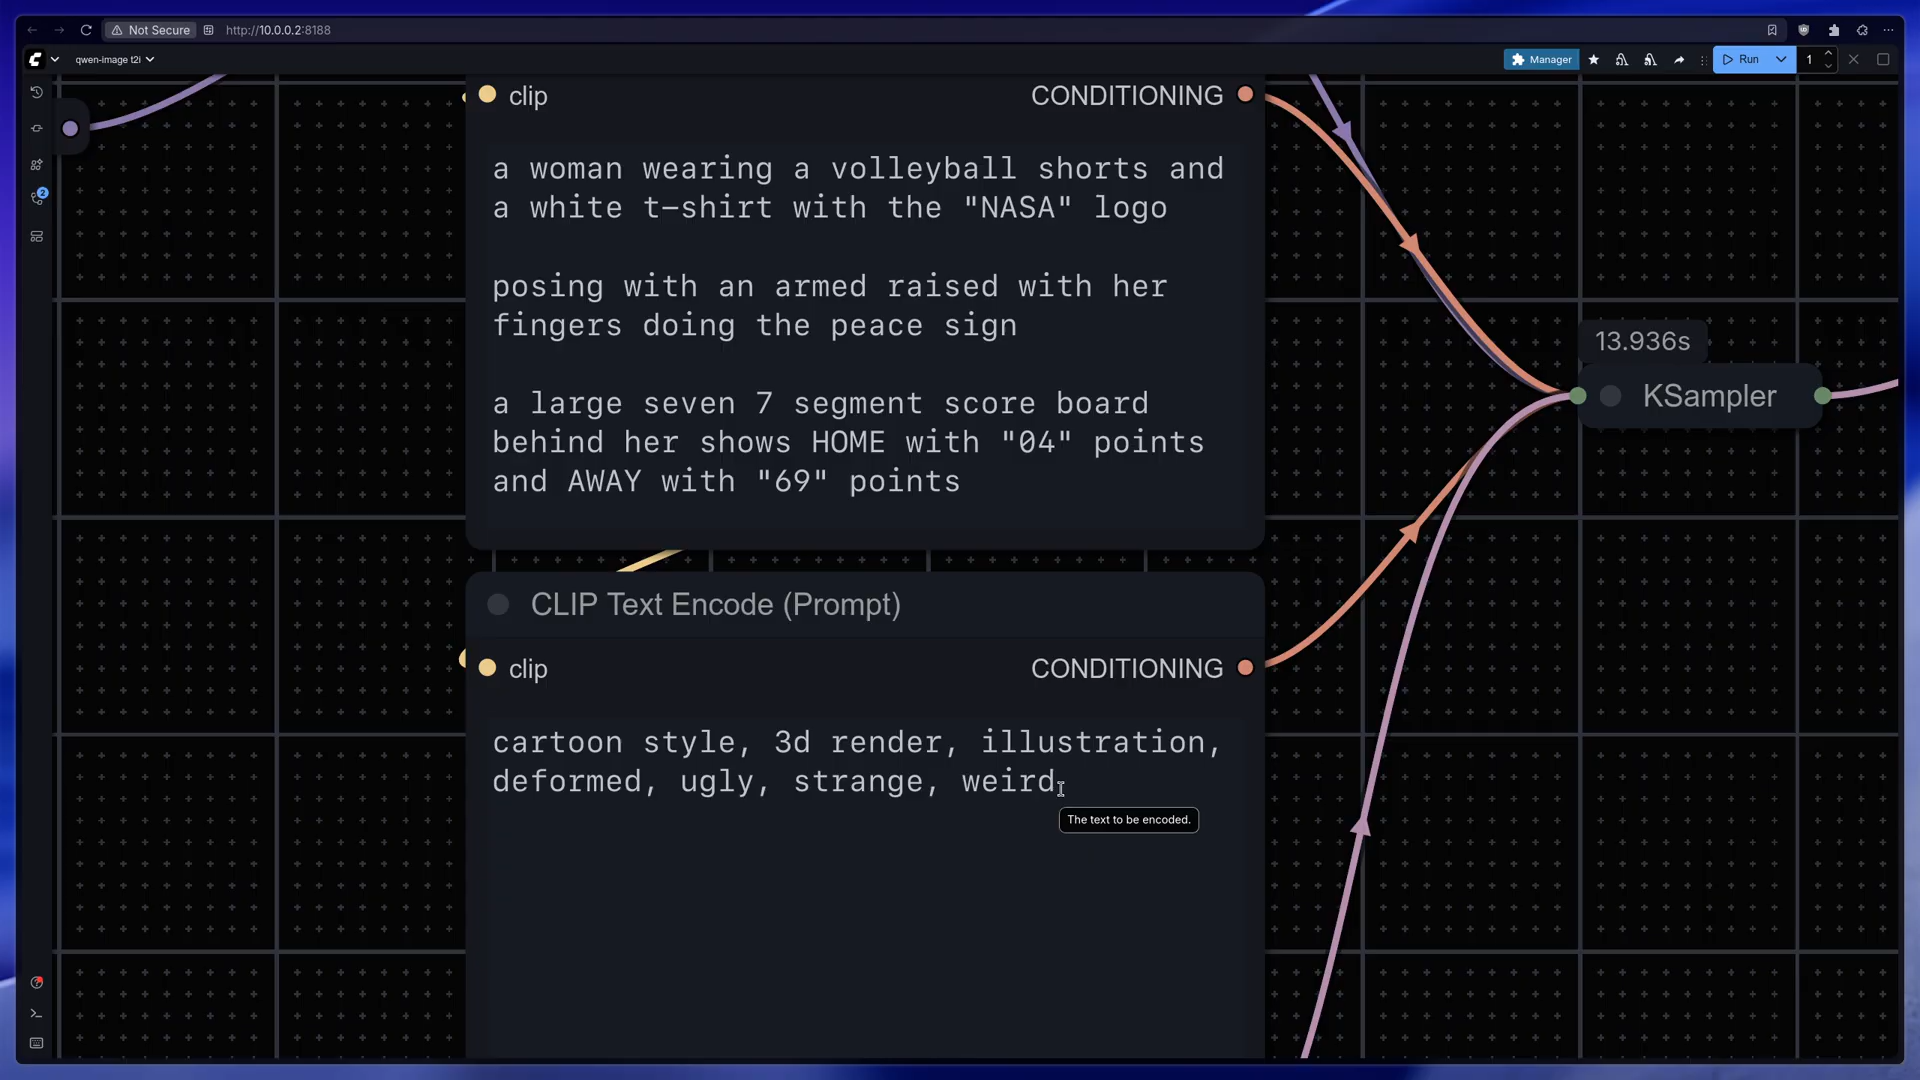 Not Secure
http://10.0.0.2:8188
qwen-image t2i
Manager
Run
1
2
clip
CONDITIONING
a woman wearing a volleyball shorts and
a white t-shirt with the "NASA" logo
posing with an armed raised with her
fingers doing the peace sign
a large seven 7 segment score board
behind her shows HOME with "04" points
and AWAY with "69" points
13.936s
KSampler
CLIP Text Encode (Prompt)
clip
CONDITIONING
cartoon style, 3d render, illustration,
deformed, ugly, strange, weird
The text to be encoded.